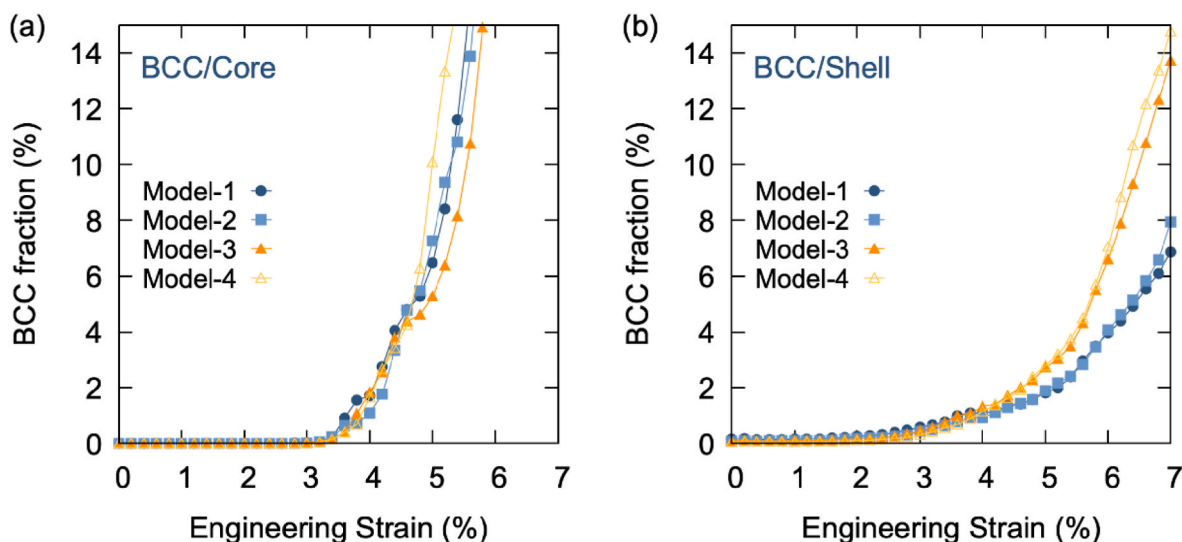 (a)
BCC/Core
BCC fraction (%)
14
12
10
8
6
4
2
0
Model-1
Model-2
Model-3
Model-4
0 1 2 3 4 5 6 7
Engineering Strain (%)
(b)
BCC/Shell
BCC fraction (%)
14
12
10
8
6
4
2
0
Model-1
Model-2
Model-3
Model-4
0 1 2 3 4 5 6 7
Engineering Strain (%)